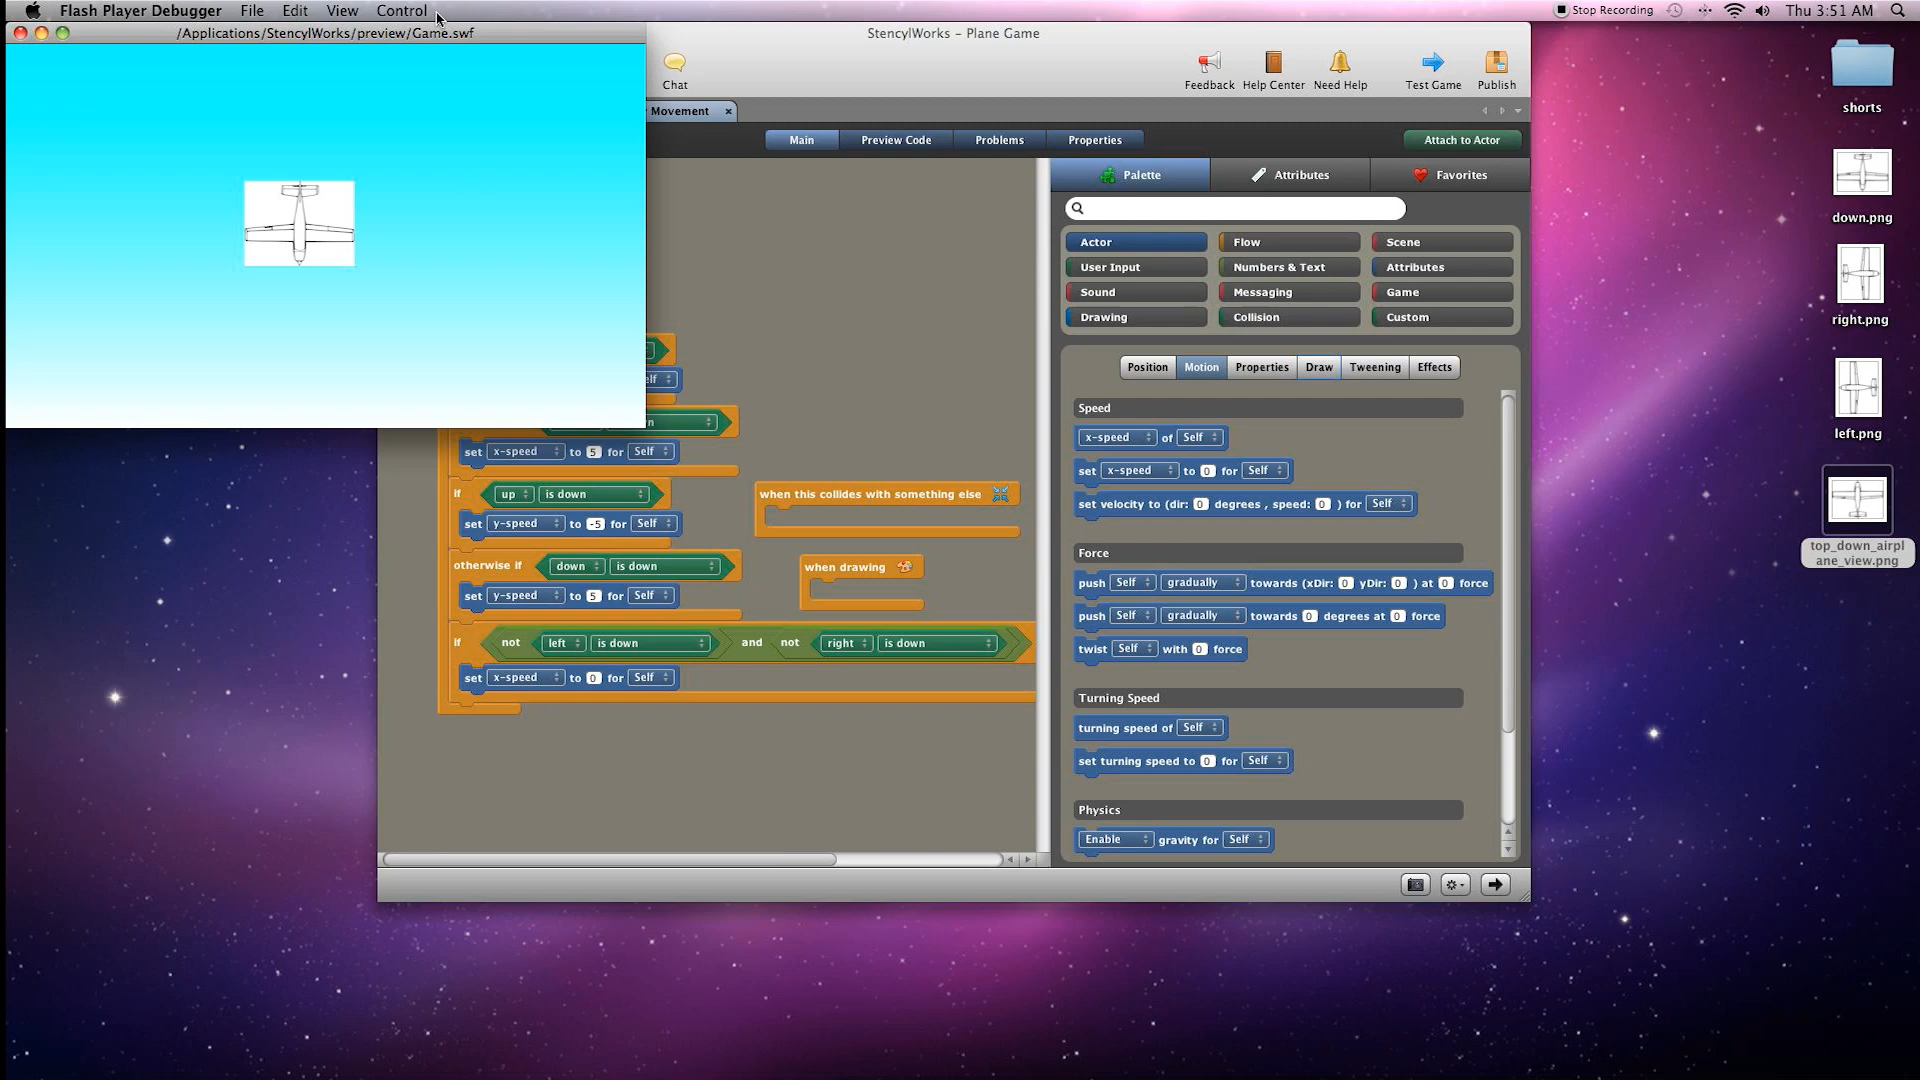 Flash Player Debugger File Edit View Control Stop Recording Thu 3:51 AM
/Applications/StencylWorks/preview/Game.swf
StencylWorks – Plane Game
Chat Feedback Help Center Need Help Test Game Publish
Movement ×
Main Preview Code Problems Properties Attach to Actor
Palette Attributes Favorites
Actor Flow Scene
User Input Numbers & Text Attributes
Sound Messaging Game
Drawing Collision Custom
Position Motion Properties Draw Tweening Effects
Speed
x-speed of Self
set x-speed to 0 for Self
set velocity to (dir: 0 degrees , speed: 0 ) for Self
Force
push Self gradually towards (xDir: 0 yDir: 0 ) at 0 force
push Self gradually towards 0 degrees at 0 force
twist Self with 0 force
Turning Speed
turning speed of Self
set turning speed to 0 for Self
Physics
Enable gravity for Self
set x-speed to 5 for Self
if up is down
set y-speed to -5 for Self
otherwise if down is down
set y-speed to 5 for Self
if not left is down and not right is down
set x-speed to 0 for Self
when this collides with something else
when drawing
shorts
down.png
right.png
left.png
top_down_airpl
ane_view.png